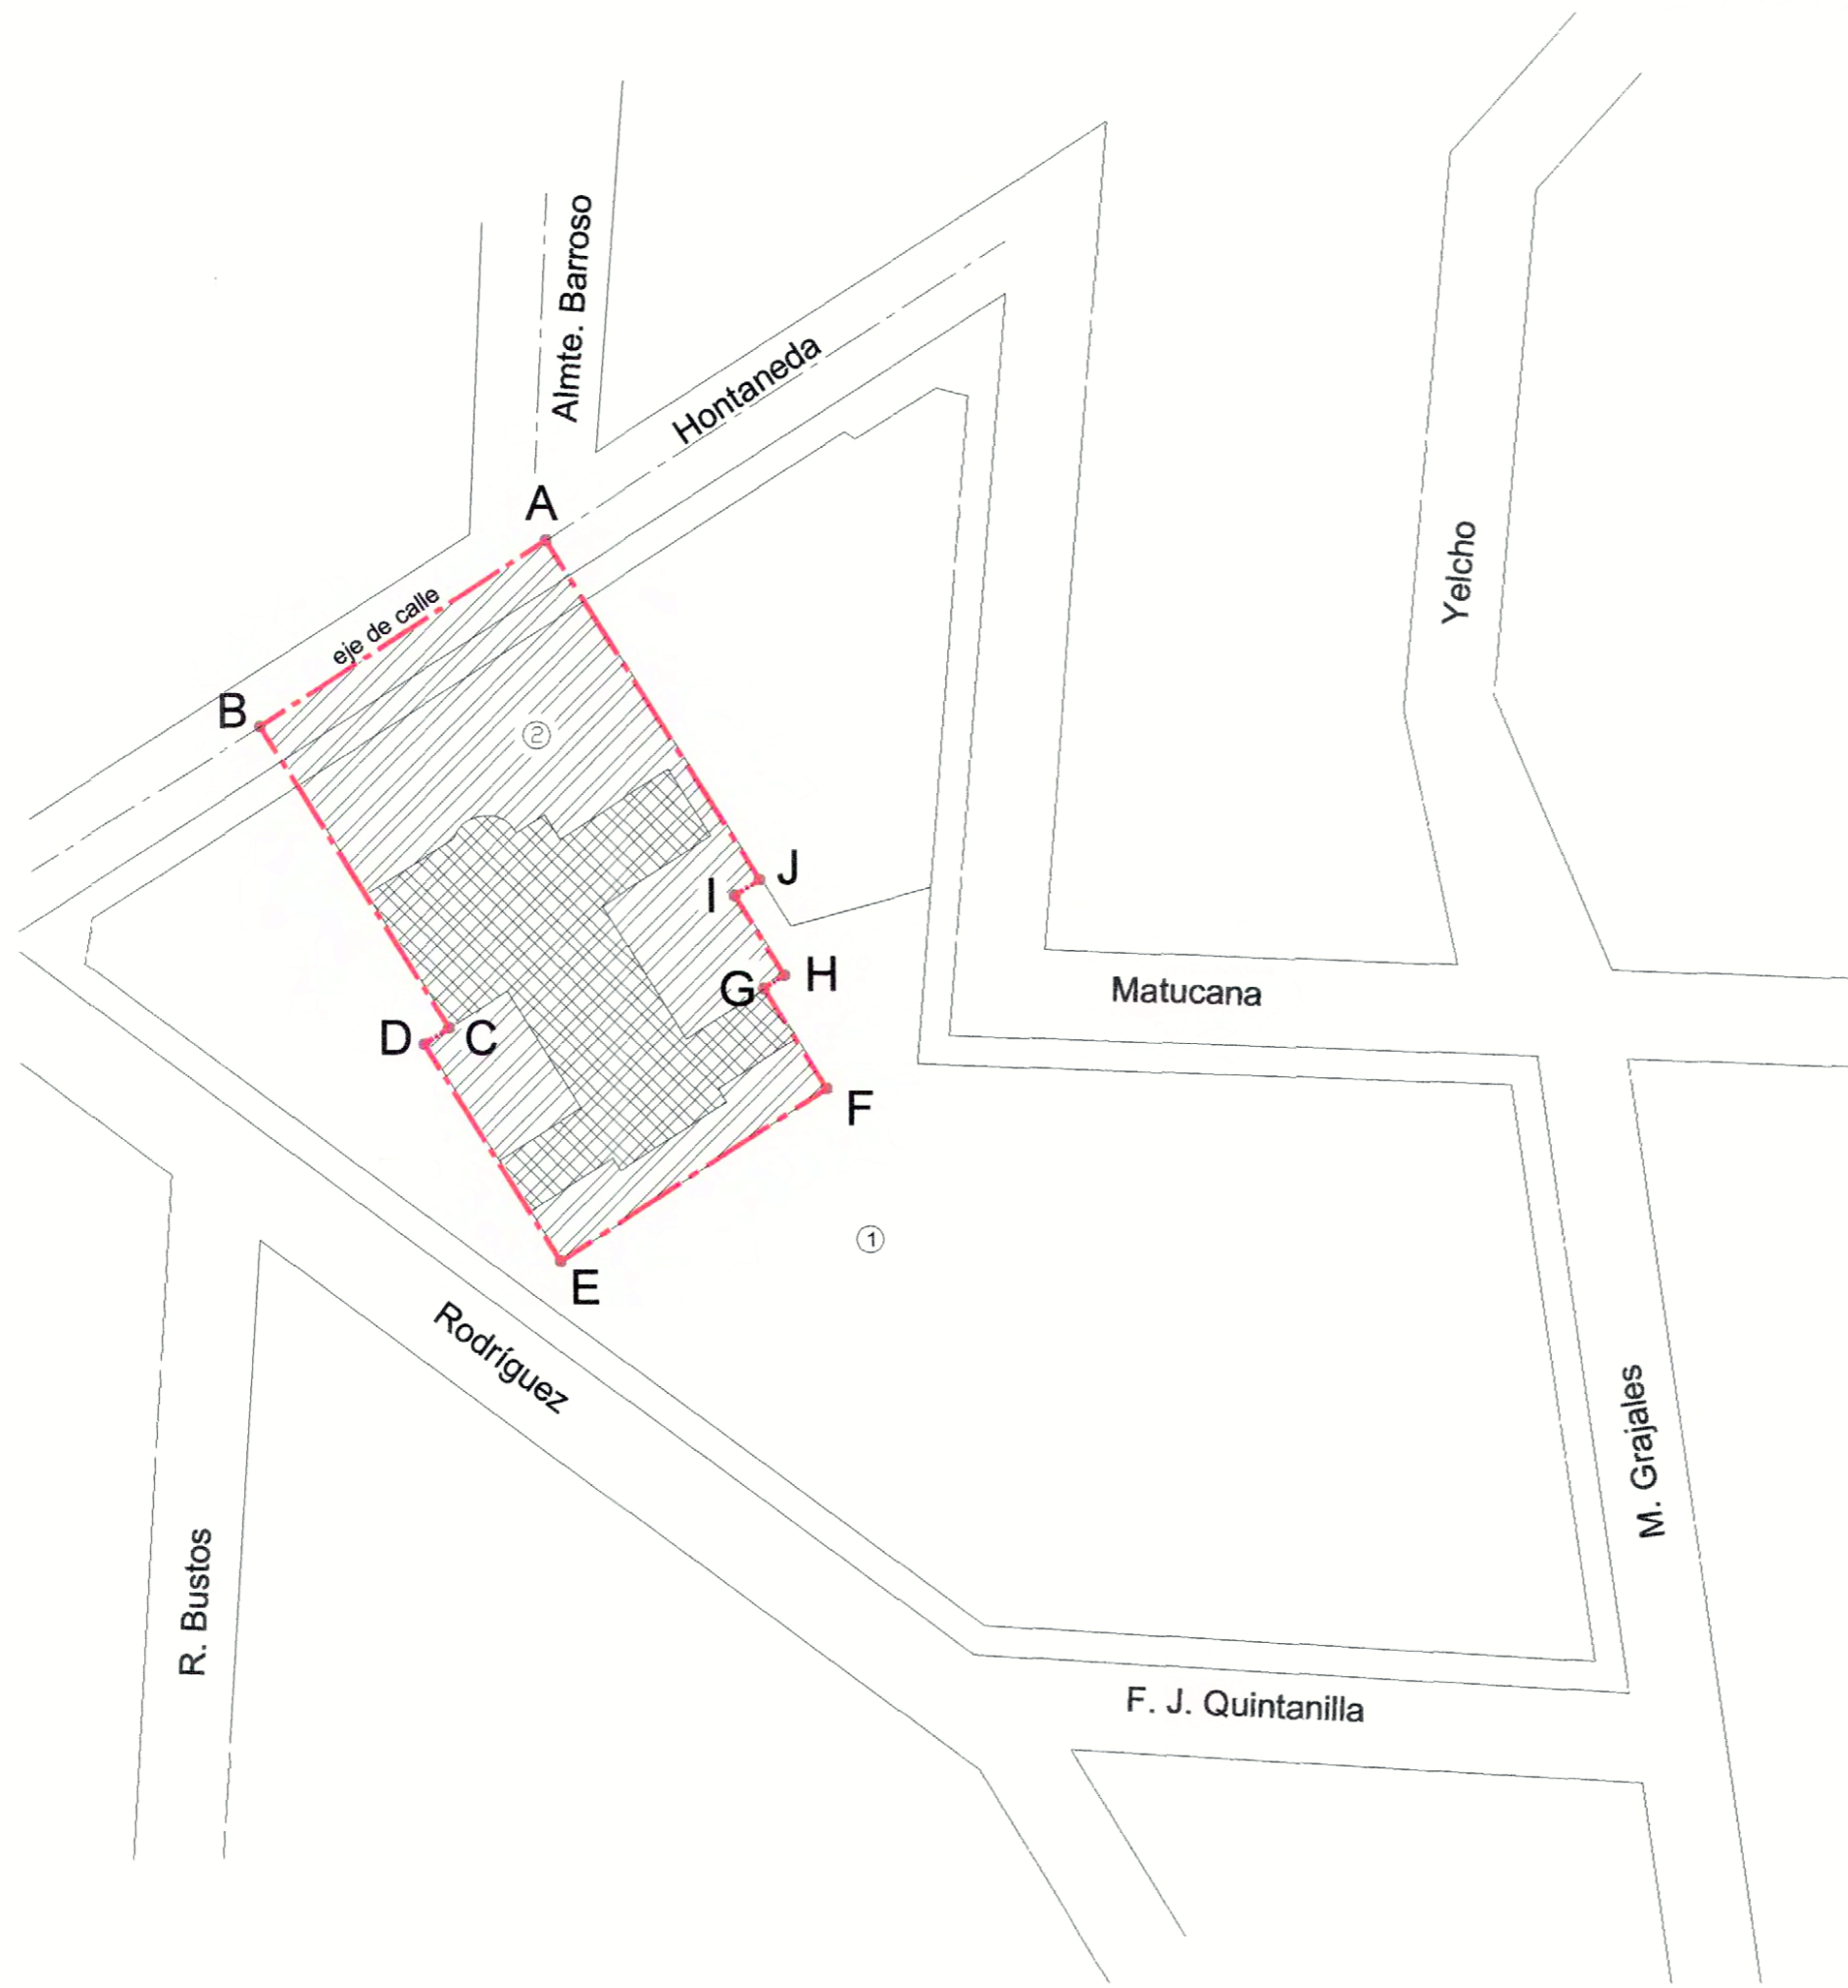 Almte. Barroso
Hontaneda
A
eje de calle
Yelcho
B
2
J
I
H
G
Matucana
D
C
F
1
E
Rodríguez
M. Grajales
R. Bustos
F. J. Quintanilla